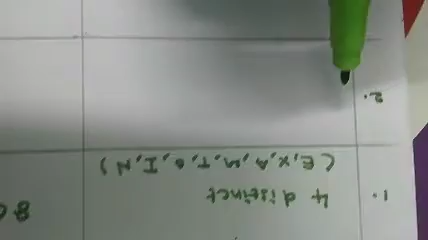 1. 4 distinct
(E, X, A, M, T, O, I, N)
2.